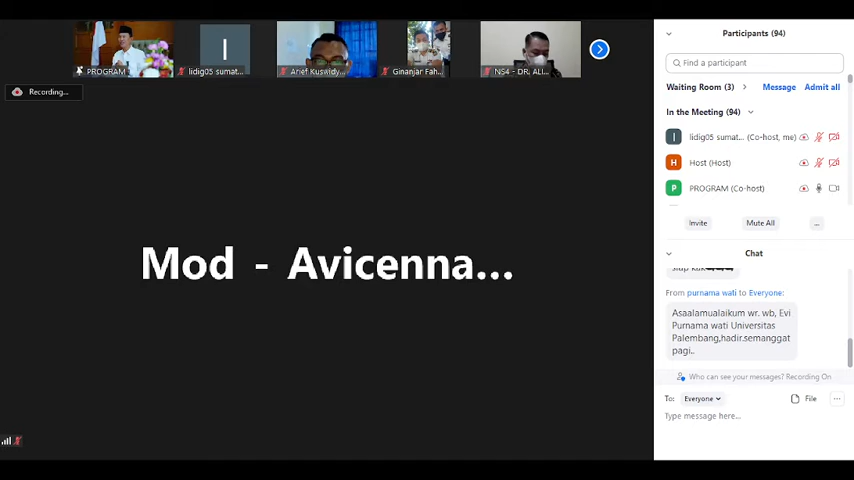 PROGRAM
lidig05 sumat...
Arief Kuswidy...
Ginanjar Fah...
NS4 - DR. ALI...
I
Recording...
Mod - Avicenna...
Participants (94)
Find a participant
Waiting Room (3)
Message
Admit all
In the Meeting (94)
I
lidig05 sumat... (Co-host, me)
H
Host (Host)
P
PROGRAM (Co-host)
Invite
Mute All
...
Chat
From purnama wati to Everyone:
Asaalamualaikum wr. wb, Evi
Purnama wati Universitas
Palembang,hadir.semanggat
pagi..
Who can see your messages? Recording On
To:
Everyone
File
...
Type message here...